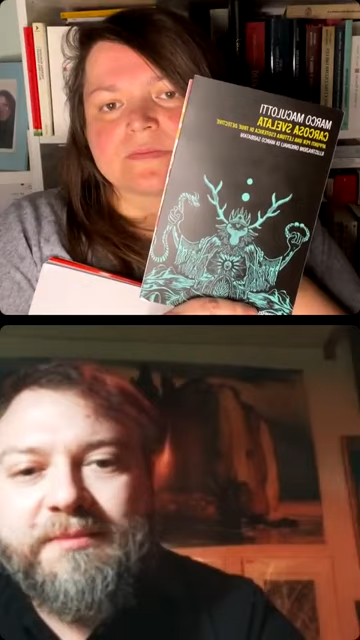 MARCO MACULOTTI
CARCOSA SVELATA
APPUNTI PER UNA LETTURA ESOTERICA DI TRUE DETECTIVE
ILLUSTRAZIONI ORIGINALI DI